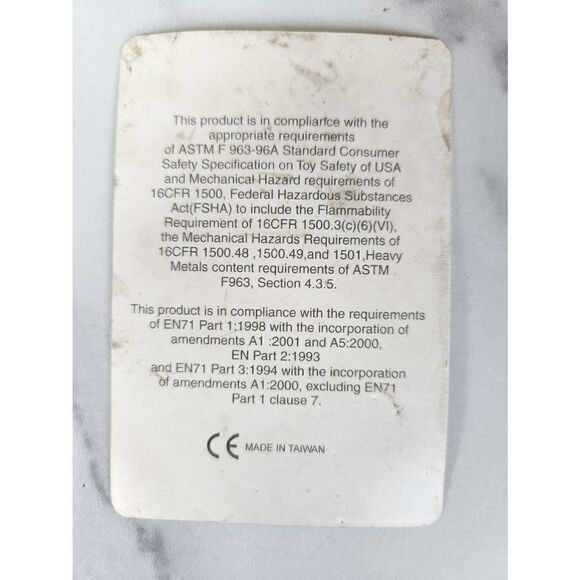 This product is in compliance with the
appropriate requirements
of ASTM F 963-96A Standard Consumer
Safety Specification on Toy Safety of USA
and Mechanical Hazard requirements of
16CFR 1500, Federal Hazardous Substances
Act(FSHA) to include the Flammability
Requirement of 16CFR 1500.3(c)(6)(VI),
the Mechanical Hazards Requirements of
16CFR 1500.48 ,1500.49,and 1501,Heavy
Metals content requirements of ASTM
F963, Section 4.3.5.
This product is in compliance with the requirements
of EN71 Part 1;1998 with the incorporation of
amendments A1 :2001 and A5:2000,
EN Part 2:1993
and EN71 Part 3:1994 with the incorporation
of amendments A1:2000, excluding EN71
Part 1 clause 7.
CE MADE IN TAIWAN